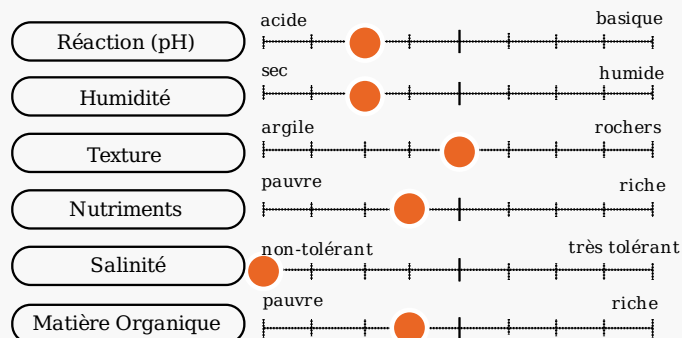 acide basique
Réaction (pH)
sec humide
Humidité
argile rochers
Texture
pauvre riche
Nutriments
non-tolérant très tolérant
Salinité
pauvre riche
Matière Organique